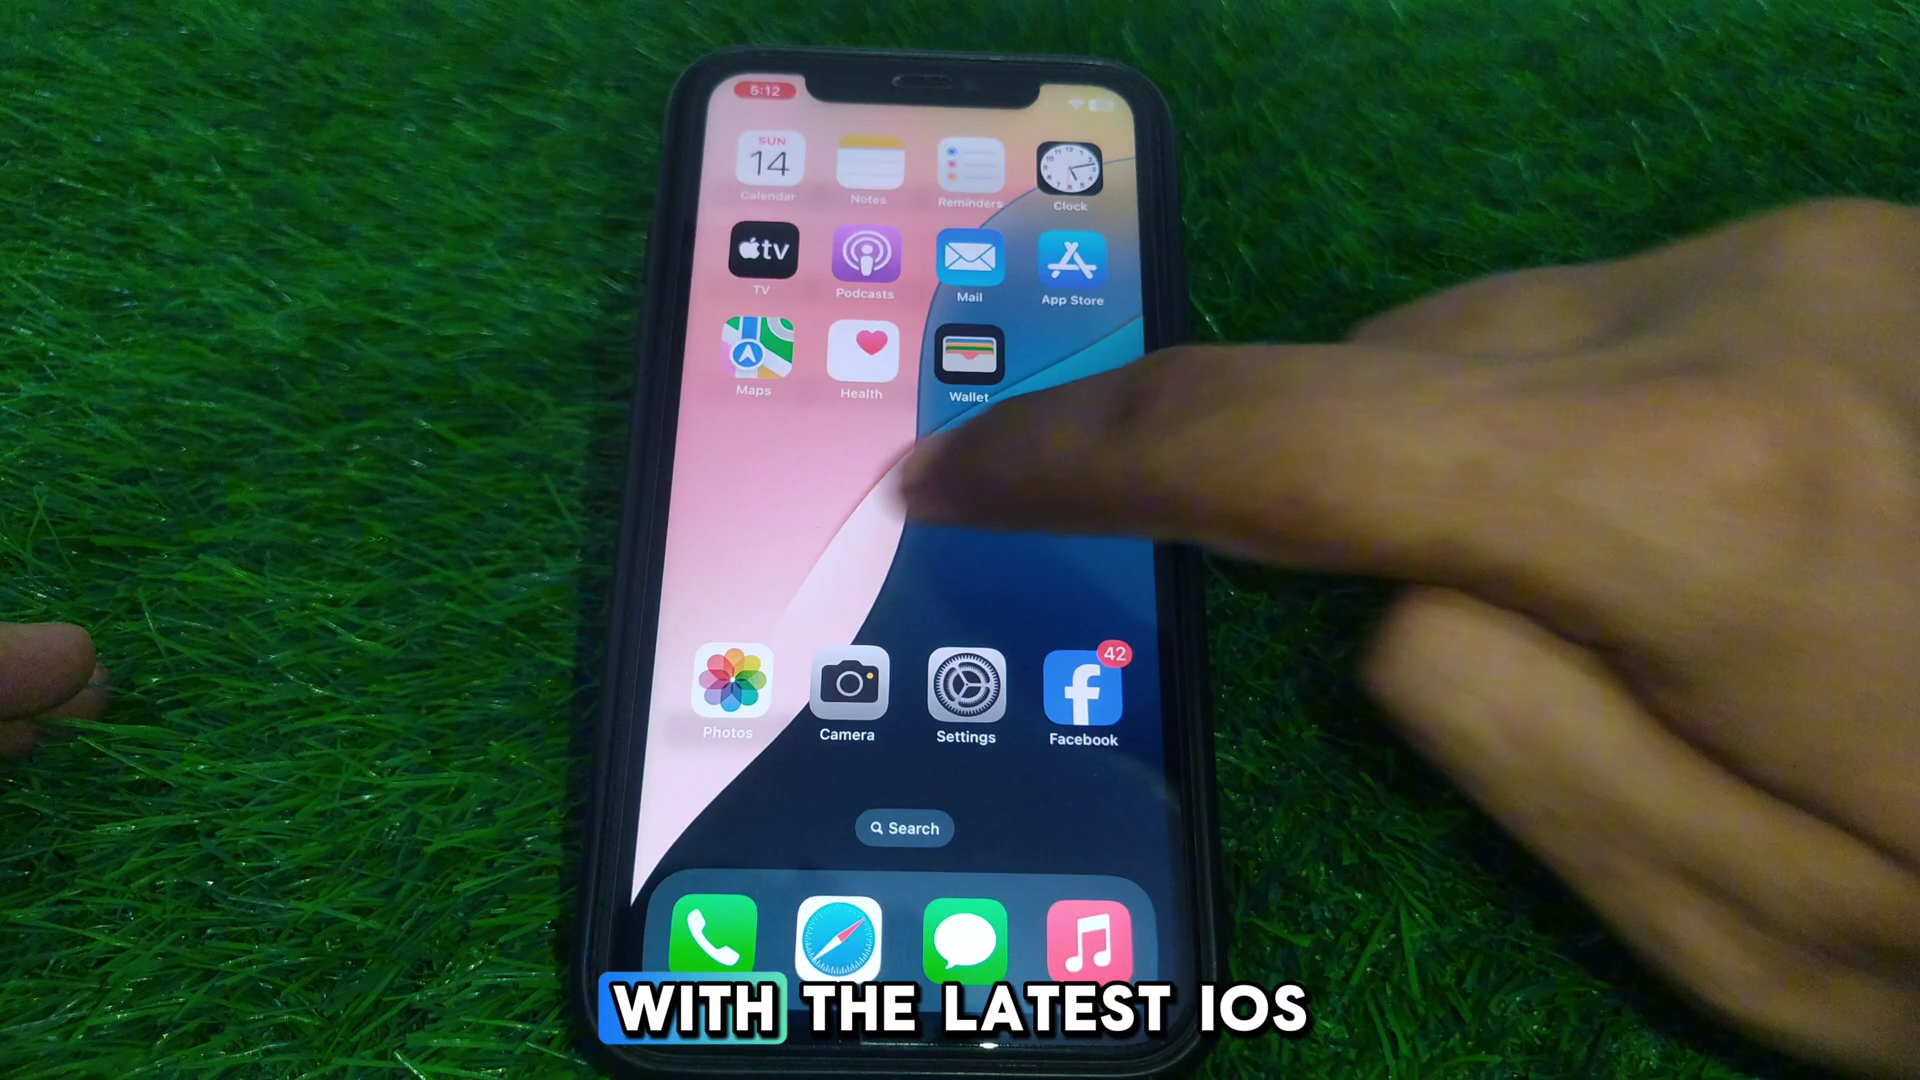 5:12
SUN
14
Calendar
Notes
Reminders
Clock
tv
TV
Podcasts
Mail
App Store
Maps
Health
Wallet
42
Photos
Camera
Settings
Facebook
Search
WITH THE LATEST IOS